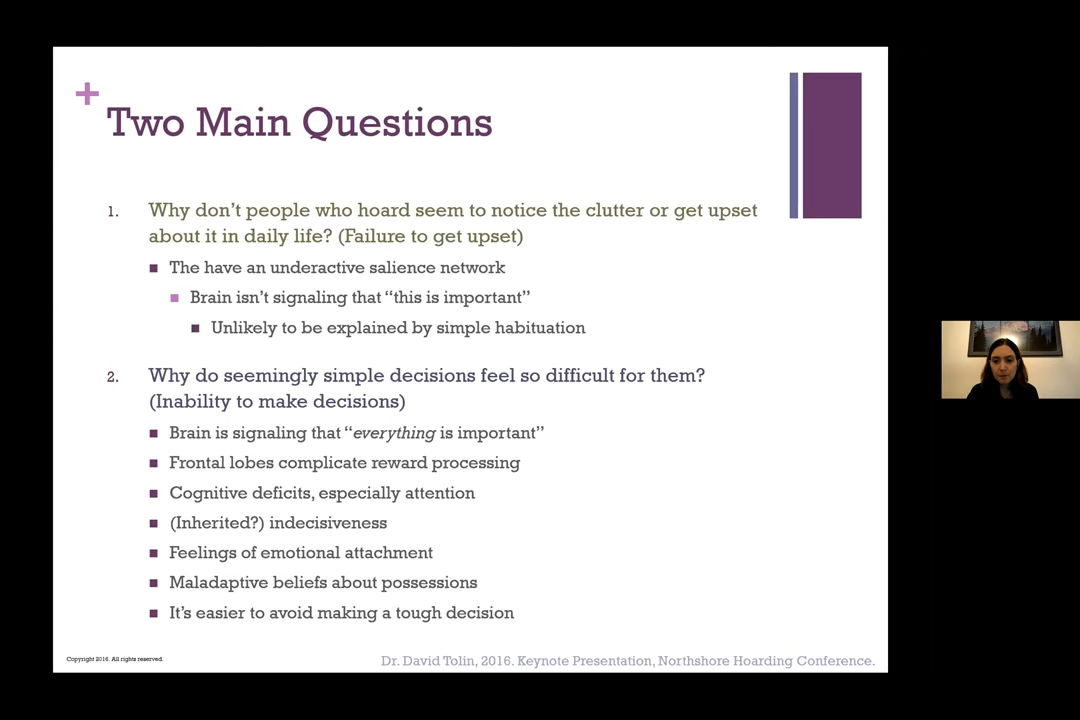 +
Two Main Questions
1. Why don’t people who hoard seem to notice the clutter or get upset
about it in daily life? (Failure to get upset)
The have an underactive salience network
Brain isn’t signaling that “this is important”
Unlikely to be explained by simple habituation
2. Why do seemingly simple decisions feel so difficult for them?
(Inability to make decisions)
Brain is signaling that “everything is important”
Frontal lobes complicate reward processing
Cognitive deficits, especially attention
(Inherited?) indecisiveness
Feelings of emotional attachment
Maladaptive beliefs about possessions
It’s easier to avoid making a tough decision
Copyright 2016. All rights reserved.
Dr. David Tolin, 2016. Keynote Presentation, Northshore Hoarding Conference.